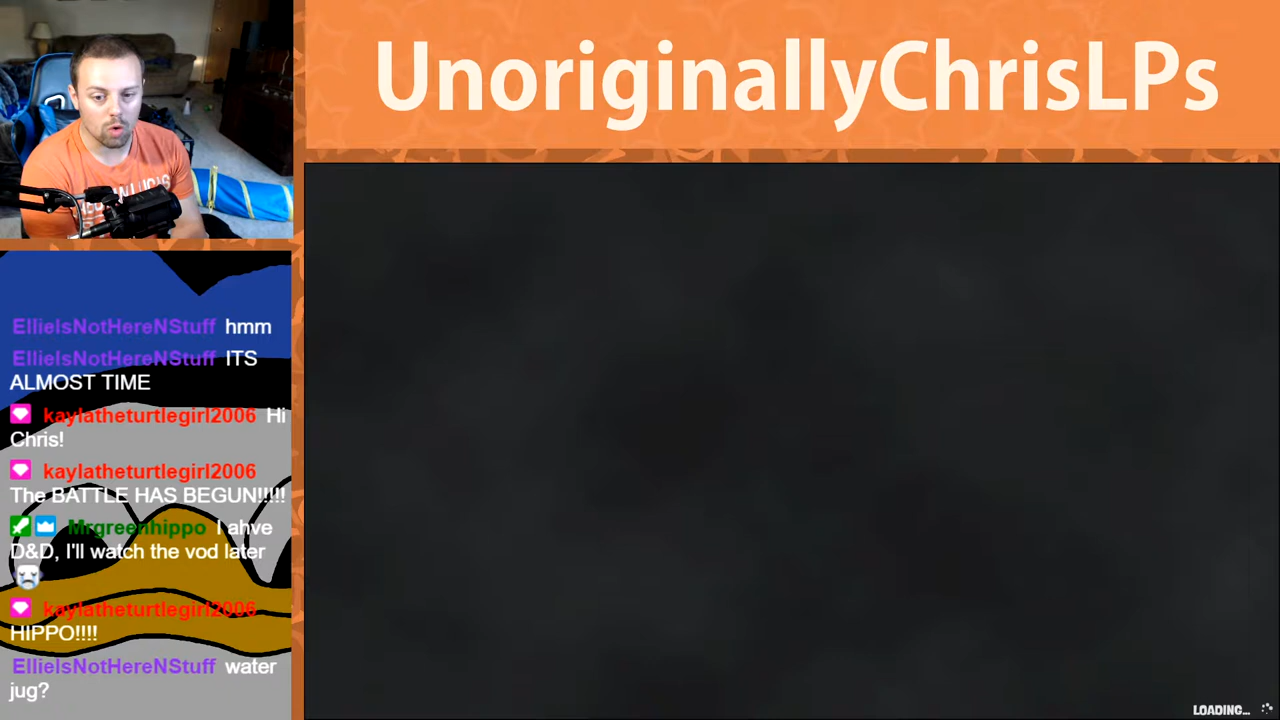 UnoriginallyChrisLPs
EllieIsNotHereNStuff hmm
EllieIsNotHereNStuff ITS
ALMOST TIME
kaylatheturtlegirl2006 Hi
Chris!
kaylatheturtlegirl2006
The BATTLE HAS BEGUN!!!!!
Mrgreenhippo I ahve
D&D, I'll watch the vod later
kaylatheturtlegirl2006
HIPPO!!!!
EllieIsNotHereNStuff water
jug?
LOADING...